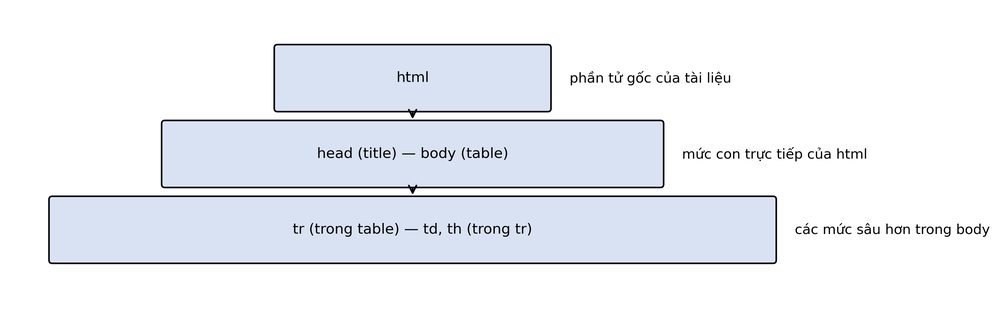 html
phần tử gốc của tài liệu
head (title) — body (table)
mức con trực tiếp của html
tr (trong table) — td, th (trong tr)
các mức sâu hơn trong body